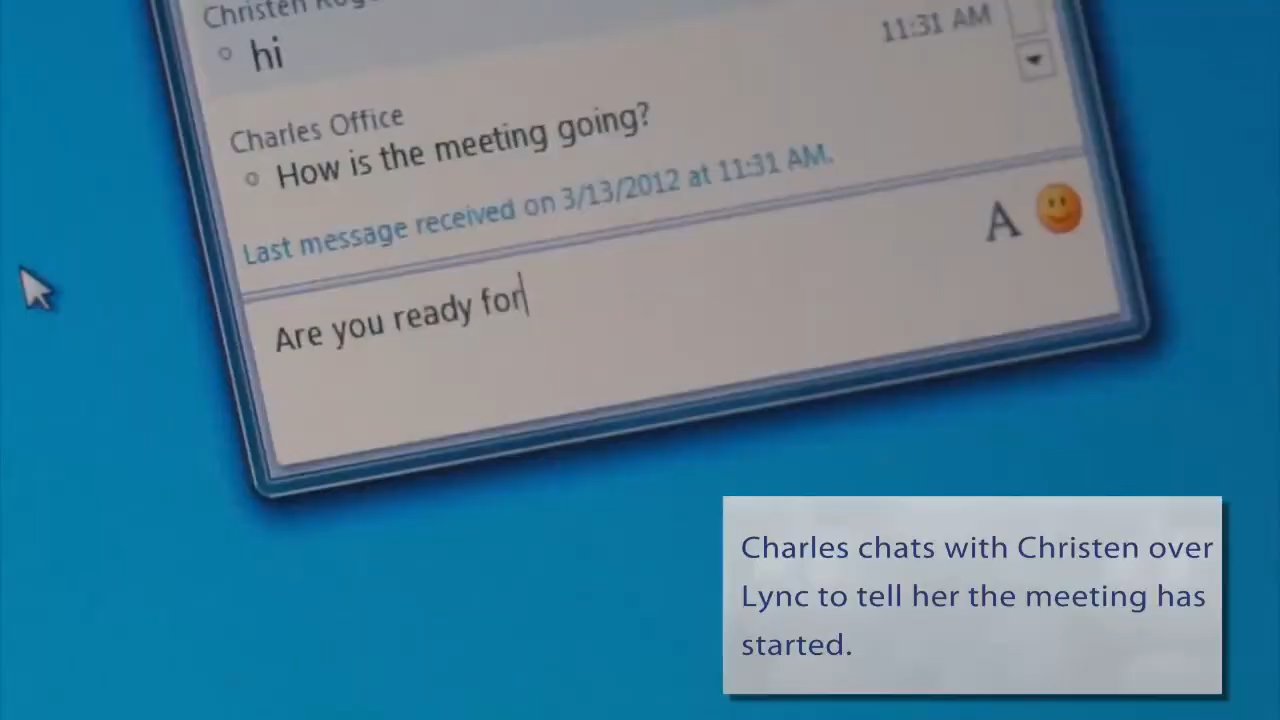 Christen
hi
11:31 AM
Charles Office
How is the meeting going?
Last message received on 3/13/2012 at 11:31 AM.
A
Are you ready for
Charles chats with Christen over
Lync to tell her the meeting has
started.